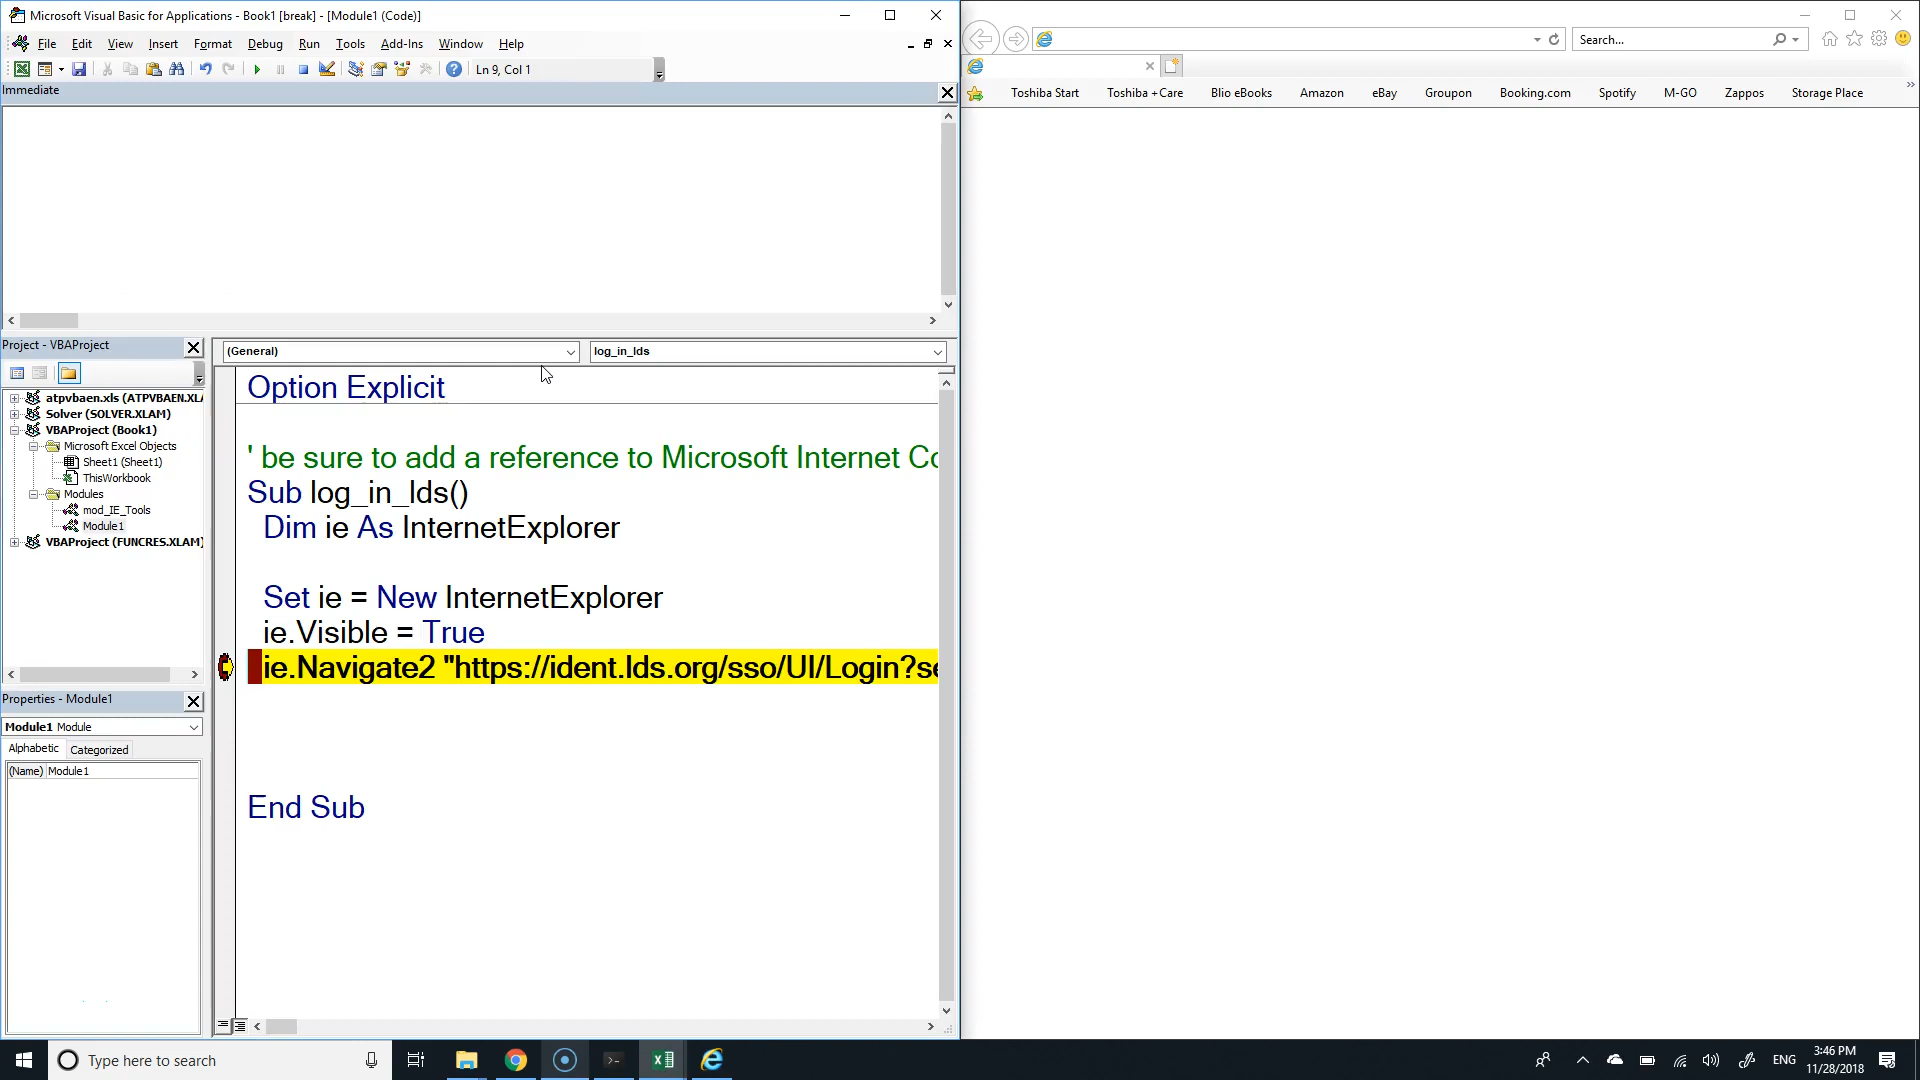 Microsoft Visual Basic for Applications - Book1 [break] - [Module1 (Code)]
File Edit View Insert Format Debug Run Tools Add-Ins Window Help
Ln 9, Col 1
Immediate
Project - VBAProject
atpvbaen.xls (ATPVBAEN.XLA
Solver (SOLVER.XLAM)
VBAProject (Book1)
Microsoft Excel Objects
Sheet1 (Sheet1)
ThisWorkbook
Modules
mod_IE_Tools
Module1
VBAProject (FUNCRES.XLAM)
Properties - Module1
Module1 Module
Alphabetic Categorized
(Name) Module1
(General) log_in_lds
Option Explicit
' be sure to add a reference to Microsoft Internet Co
Sub log_in_lds()
Dim ie As InternetExplorer
Set ie = New InternetExplorer
ie.Visible = True
ie.Navigate2 "https://ident.lds.org/sso/UI/Login?se
End Sub
Search...
Toshiba Start Toshiba +Care Blio eBooks Amazon eBay Groupon Booking.com Spotify M-GO Zappos Storage Place
Type here to search
ENG
3:46 PM
11/28/2018